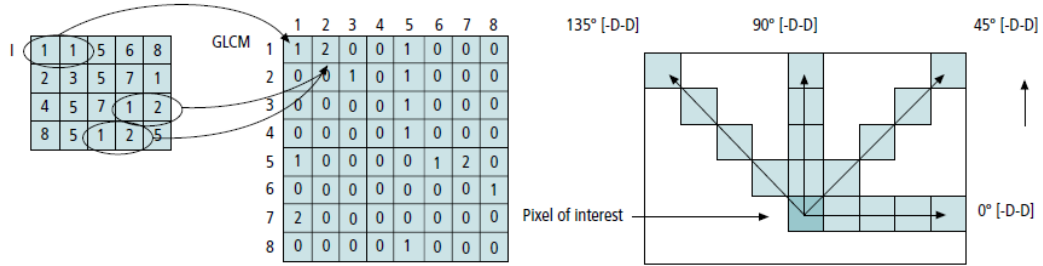 135° [-D-D] 90° [-D-D] 45° [-D-D]
1 2 3 4 5 6 7 8
GLCM
I 1 1 5 6 8
2 3 5 7 1
4 5 7 1 2
8 5 1 2 5
1 1 2 0 0 1 0 0 0
2 0 0 1 0 1 0 0 0
3 0 0 0 0 1 0 0 0
4 0 0 0 0 1 0 0 0
5 1 0 0 0 0 1 2 0
6 0 0 0 0 0 0 0 1
7 2 0 0 0 0 0 0 0
8 0 0 0 0 1 0 0 0
Pixel of interest
0° [-D-D]